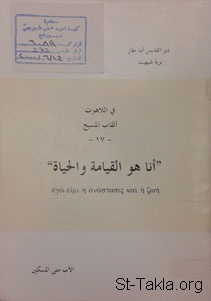 دير القديس أنبا مقار
برية شيهيت
في اللاهوت
ألقاب المسيح
- ١٧ -
"أنا هو القيامة والحياة"
ἐγώ εἰμι ἡ ἀνάστασις καὶ ἡ ζωή
الأب متى المسكين
St-Takla.org